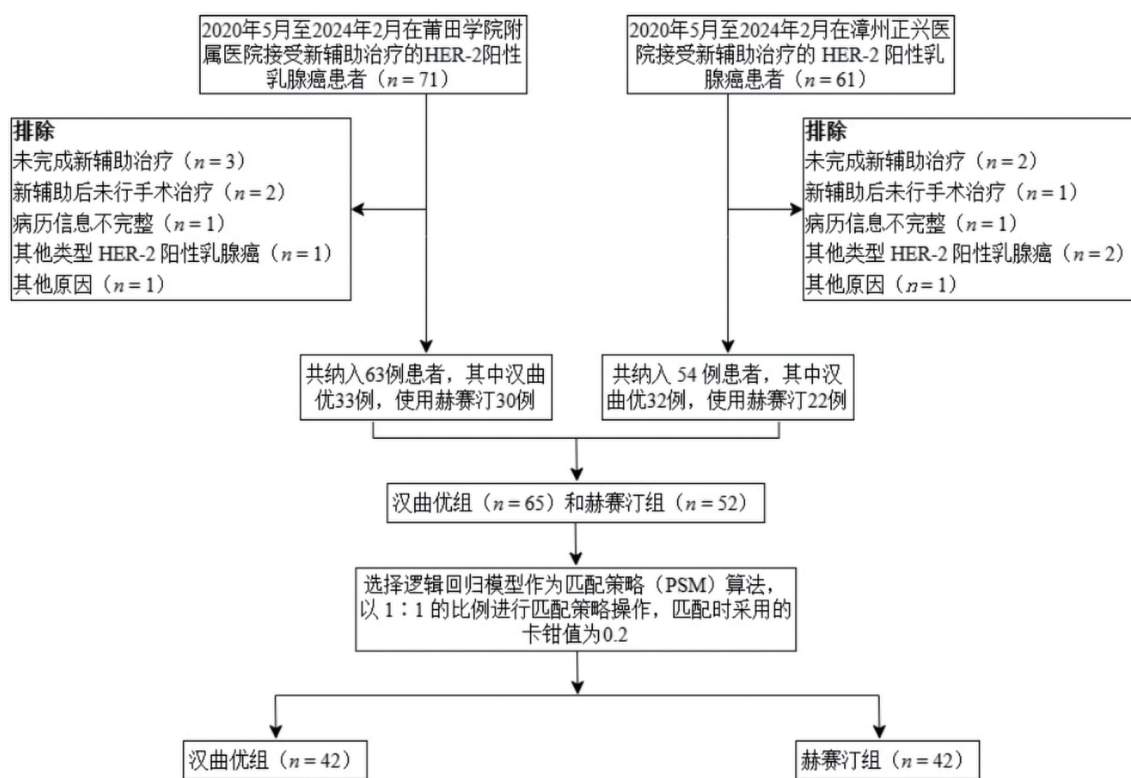 2020年5月至2024年2月在莆田学院附
属医院接受新辅助治疗的HER-2阳性
乳腺癌患者（n = 71）
2020年5月至2024年2月在漳州正兴医
院接受新辅助治疗的 HER-2 阳性乳
腺癌患者（n = 61）
排除
未完成新辅助治疗（n = 3）
新辅助后未行手术治疗（n = 2）
病历信息不完整（n = 1）
其他类型 HER-2 阳性乳腺癌（n = 1）
其他原因（n = 1）
排除
未完成新辅助治疗（n = 2）
新辅助后未行手术治疗（n = 1）
病历信息不完整（n = 1）
其他类型 HER-2 阳性乳腺癌（n = 2）
其他原因（n = 1）
共纳入63例患者，其中汉曲
优33例，使用赫赛汀30例
共纳入 54 例患者，其中汉
曲优32例，使用赫赛汀22例
汉曲优组（n = 65）和赫赛汀组（n = 52）
选择逻辑回归模型作为匹配策略（PSM）算法，
以 1∶1 的比例进行匹配策略操作，匹配时采用的
卡钳值为0.2
汉曲优组（n = 42）
赫赛汀组（n = 42）